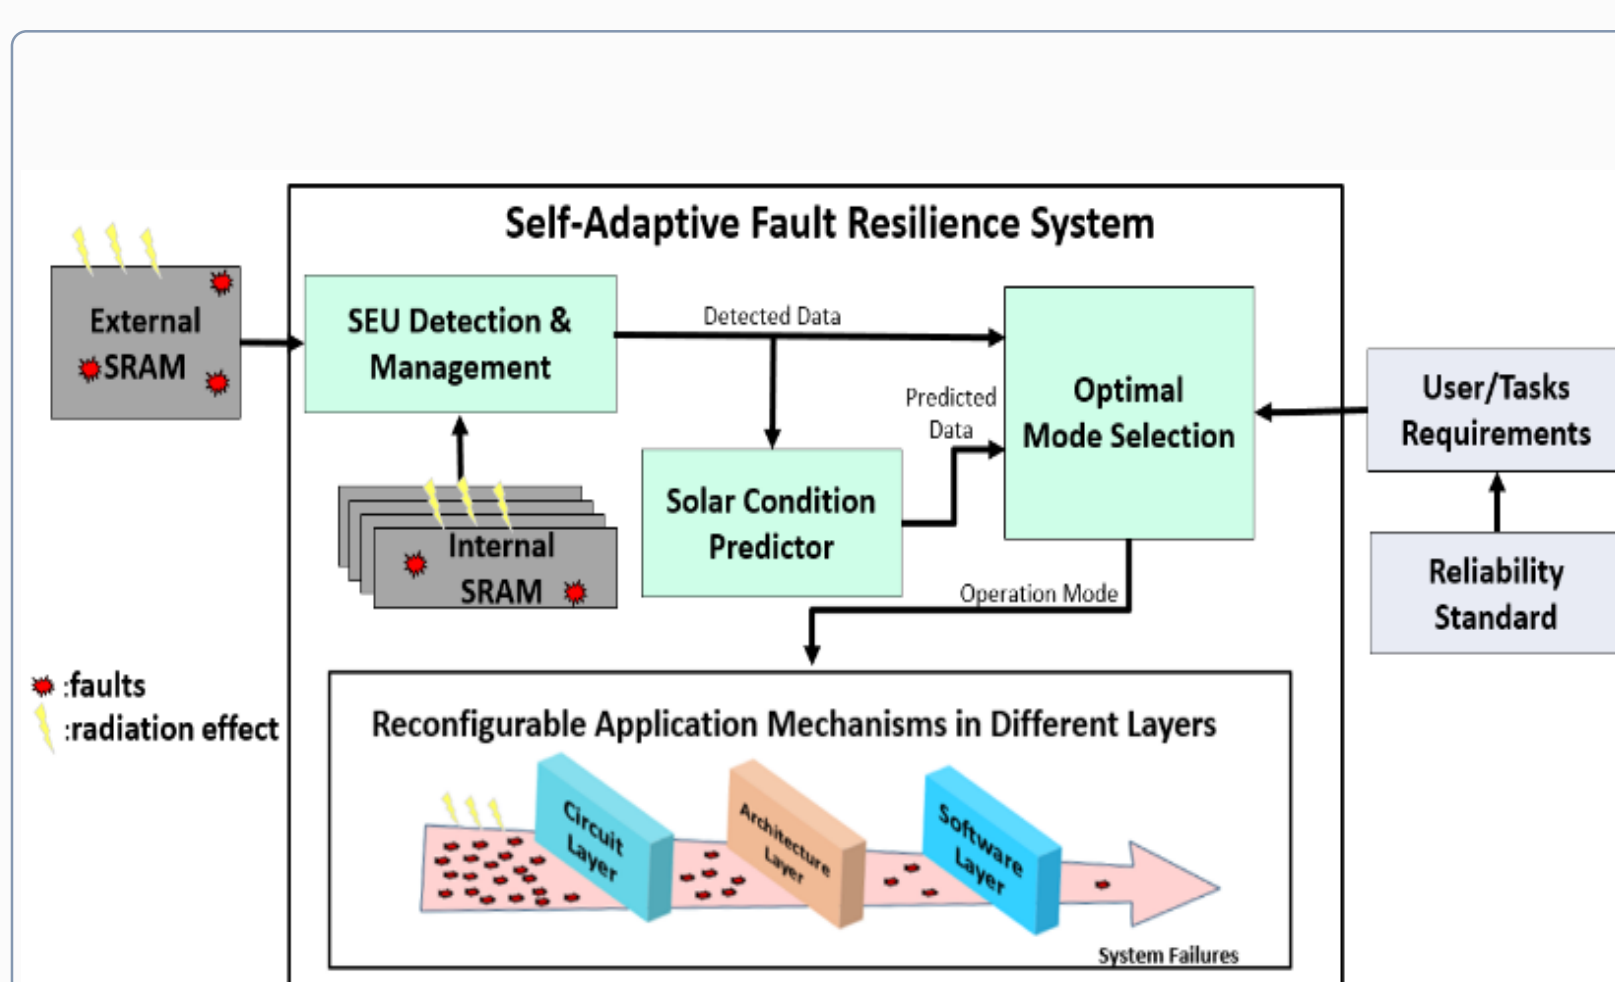 Self-Adaptive Fault Resilience System
External
SRAM
SEU Detection &
Management
Detected Data
Optimal
Mode Selection
Predicted
Data
User/Tasks
Requirements
Internal
SRAM
Solar Condition
Predictor
Operation Mode
Reliability
Standard
:faults
:radiation effect
Reconfigurable Application Mechanisms in Different Layers
Circuit
Layer
Architecture
Layer
Software
Layer
System Failures